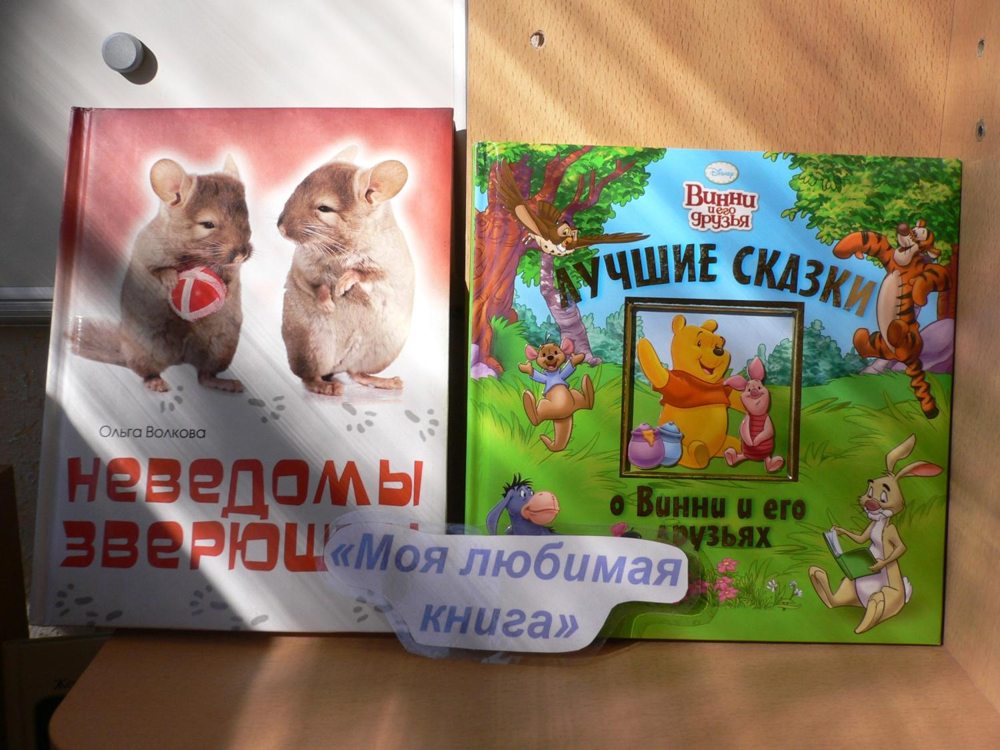 Ольга Волкова
неведомы
Disney
Винни
и его
друзья
ЛУЧШИЕ СКАЗКИ
о Винни и его
друзьях
«Моя любимая
книга»